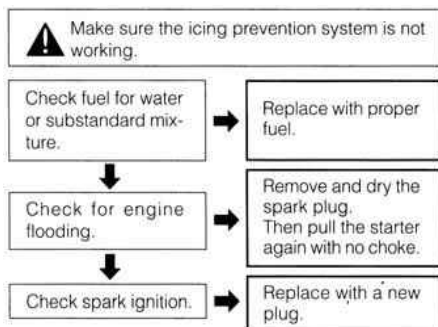 Make sure the icing prevention system is not
working.
Check fuel for water
or substandard mix-
ture.
Replace with proper
fuel.
Check for engine
flooding.
Remove and dry the
spark plug.
Then pull the starter
again with no choke.
Check spark ignition.
Replace with a new
plug.